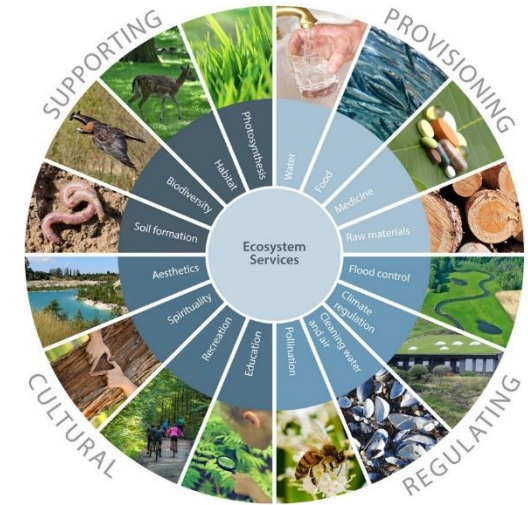 SUPPORTING
PROVISIONING
Photosynthesis
Habitat
Biodiversity
Soil formation
Water
Food
Medicine
Raw materials
Ecosystem
Services
Aesthetics
Spirituality
Recreation
Education
Flood control
Climate
regulation
Cleaning water
and air
Pollination
CULTURAL
REGULATING